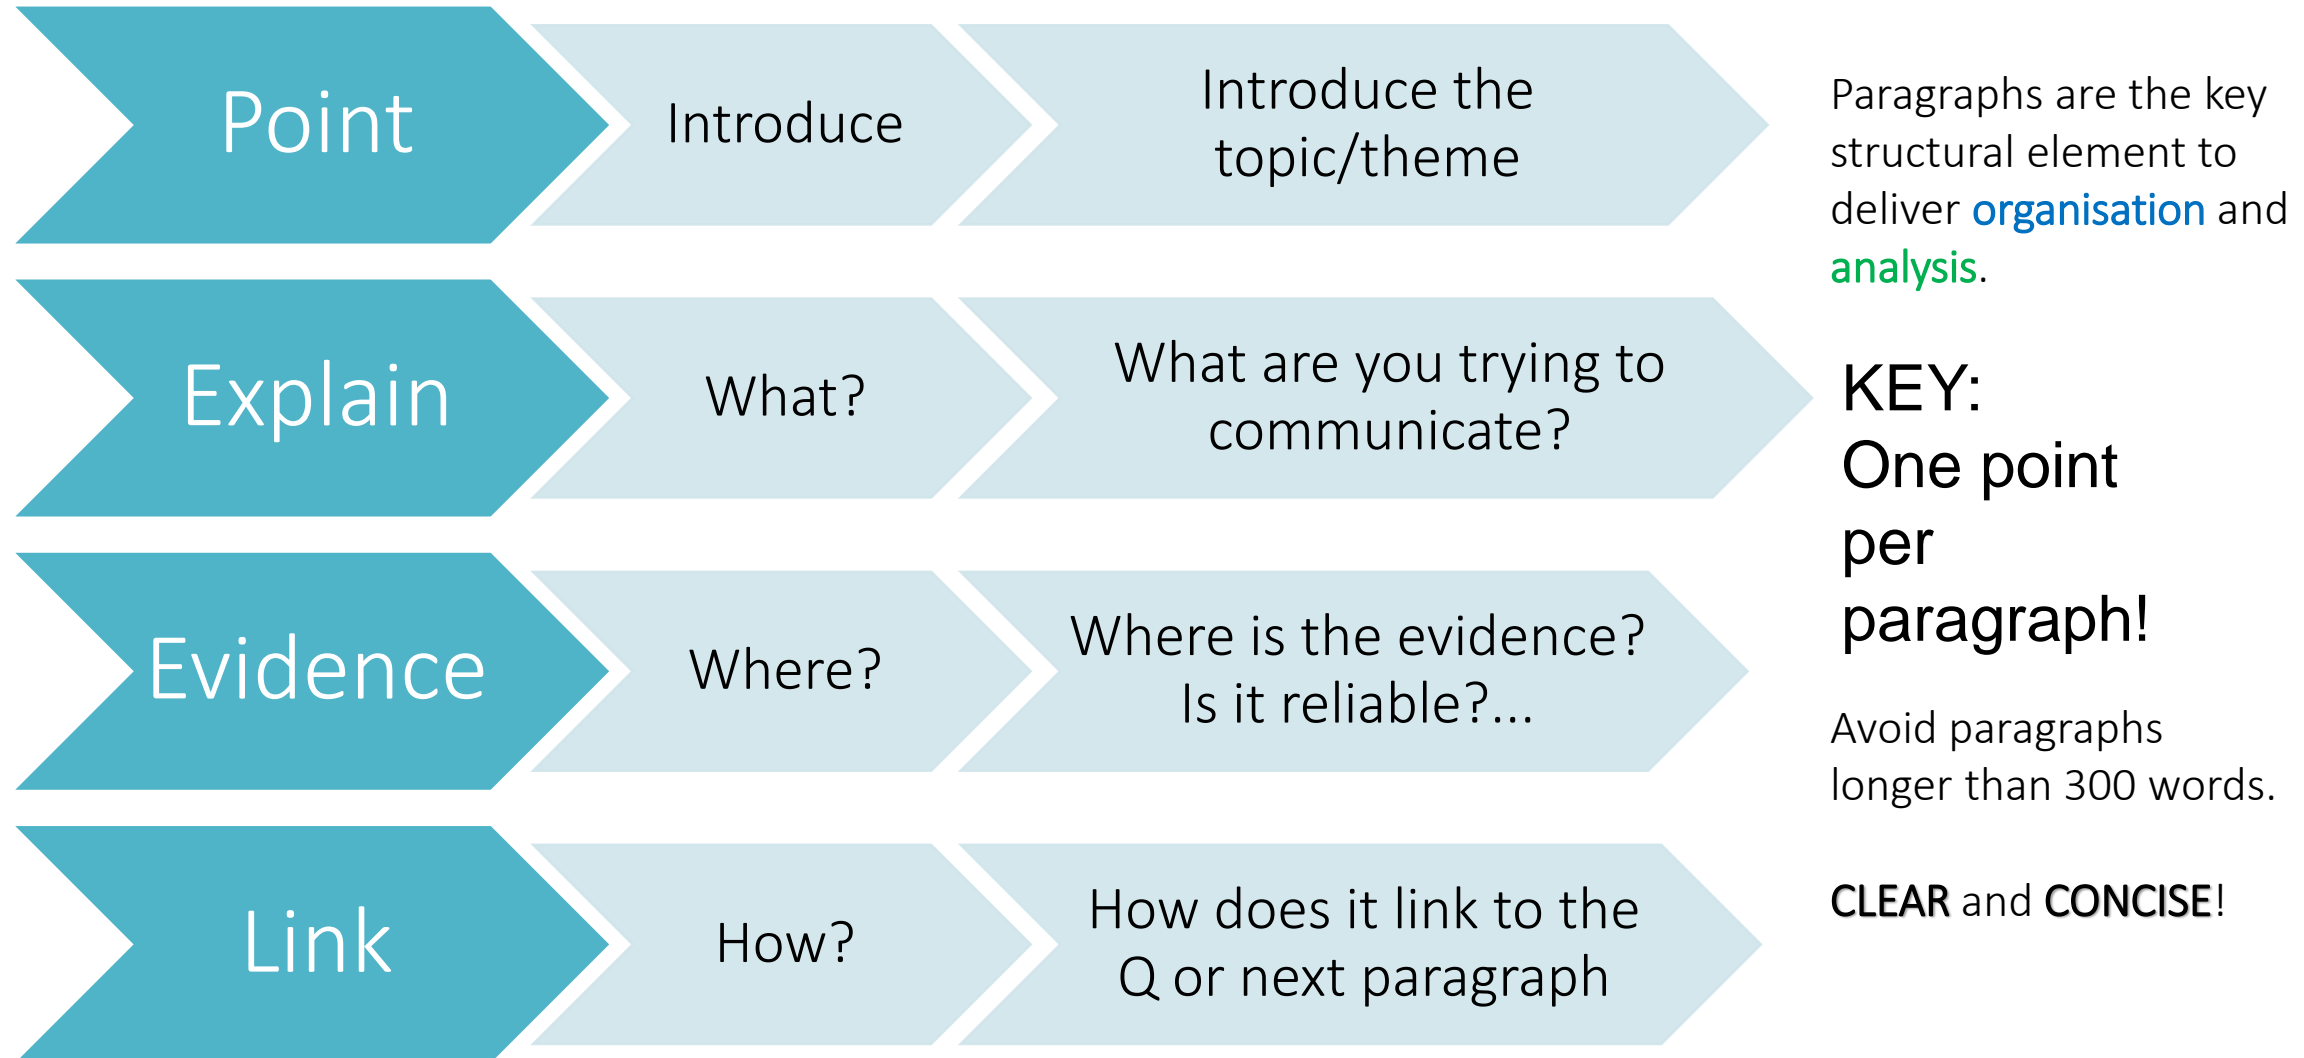 Point
Introduce
Introduce the
topic/theme
Explain
What?
What are you trying to
communicate?
Evidence
Where?
Where is the evidence?
Is it reliable?...
Link
How?
How does it link to the
Q or next paragraph
Paragraphs are the key
structural element to
deliver organisation and
analysis.
KEY:
One point
per
paragraph!
Avoid paragraphs
longer than 300 words.
CLEAR and CONCISE!